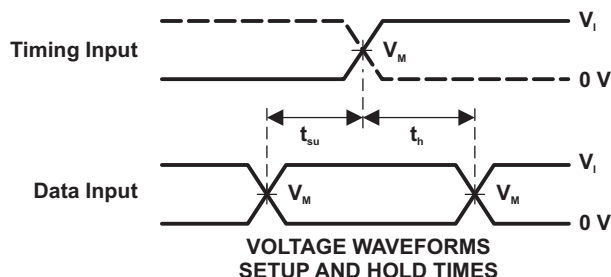 V_I
Timing Input
V_M
0 V
t_su t_h
V_I
Data Input
V_M V_M
0 V
VOLTAGE WAVEFORMS
SETUP AND HOLD TIMES